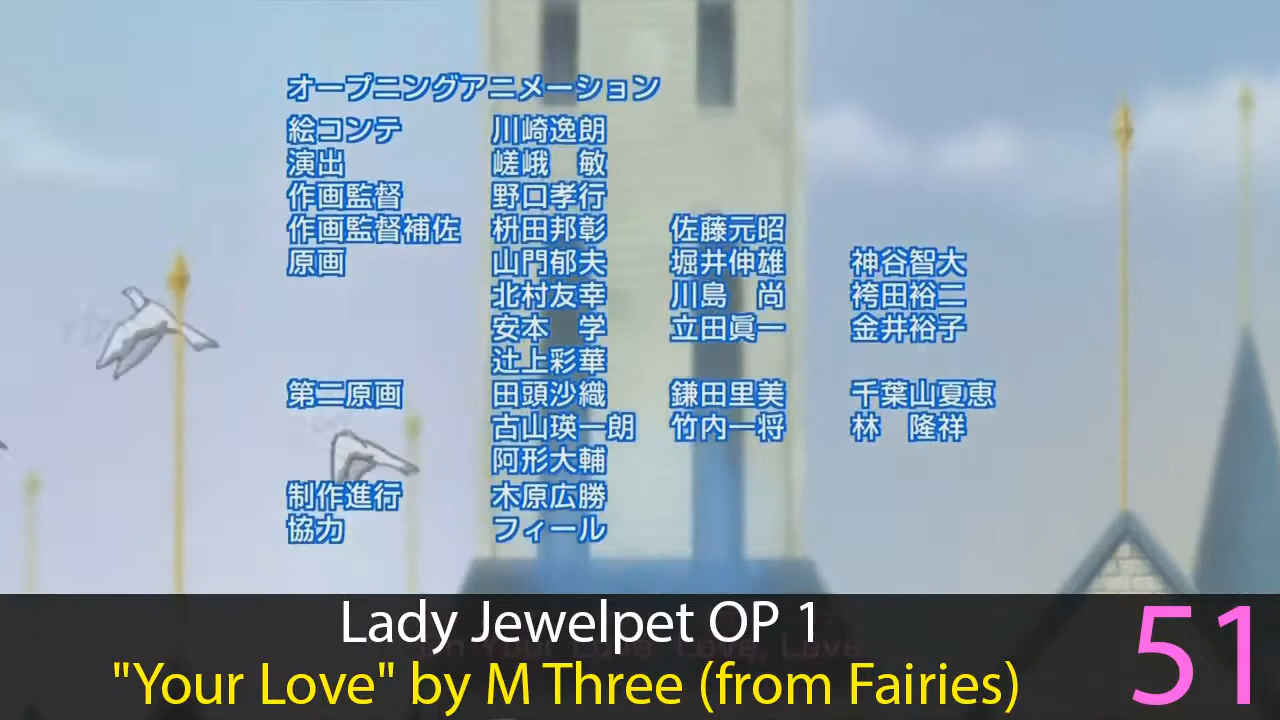 オープニングアニメーション
絵コンテ 川崎逸朗
演出 嵯峨 敏
作画監督 野口孝行
作画監督補佐 枡田邦彰 佐藤元昭
原画 山門郁夫 堀井伸雄 神谷智大
北村友幸 川島 尚 袴田裕二
安本 学 立田眞一 金井裕子
辻上彩華
第二原画 田頭沙織 鎌田里美 千葉山夏恵
古山瑛一朗 竹内一将 林 隆祥
阿形大輔
制作進行 木原広勝
協力 フィール
Lady Jewelpet OP 1
51
Your Love, Love, Love
"Your Love" by M Three (from Fairies)